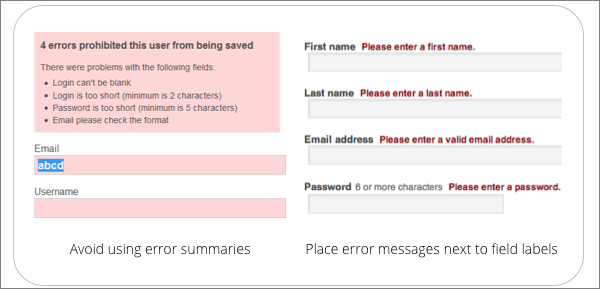 4 errors prohibited this user from being saved
There were problems with the following fields:
Login can't be blank
Login is too short (minimum is 2 characters)
Password is too short (minimum is 5 characters)
Email please check the format
Email
abcd
Username
Avoid using error summaries
First name Please enter a first name.
Last name Please enter a last name.
Email address Please enter a valid email address.
Password 6 or more characters Please enter a password.
Place error messages next to field labels